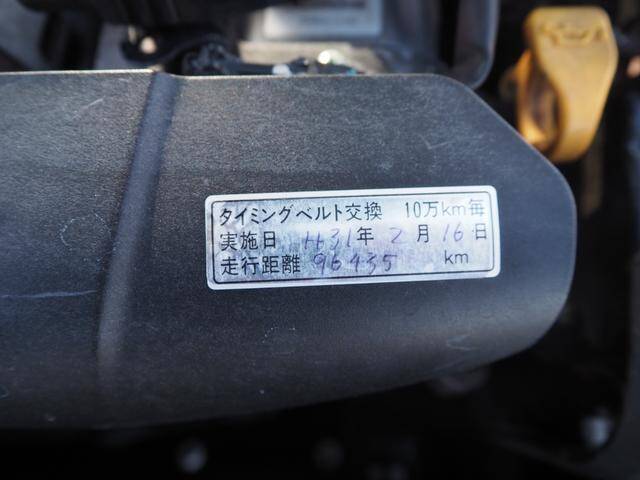 タイミングベルト交換 10万km毎
実施日 H31年 2月 16日
走行距離 96435 km